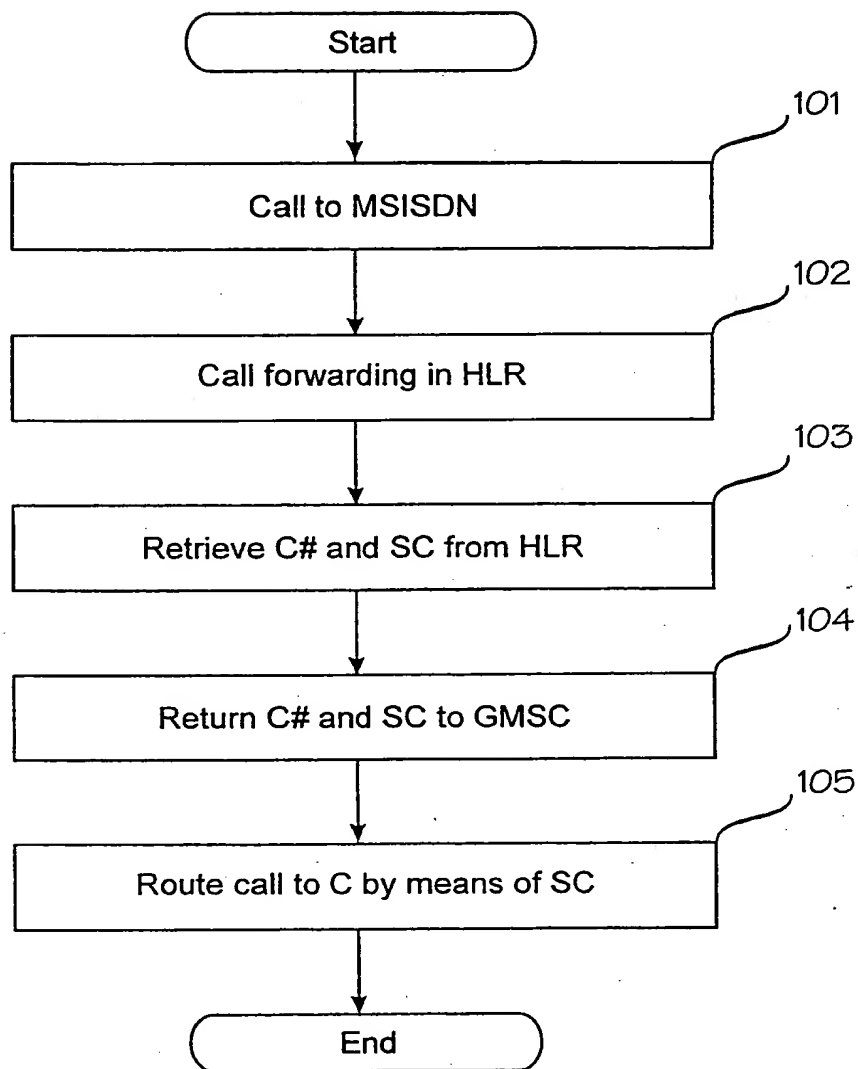 Start
101
Call to MSISDN
102
Call forwarding in HLR
103
Retrieve C# and SC from HLR
104
Return C# and SC to GMSC
105
Route call to C by means of SC
End